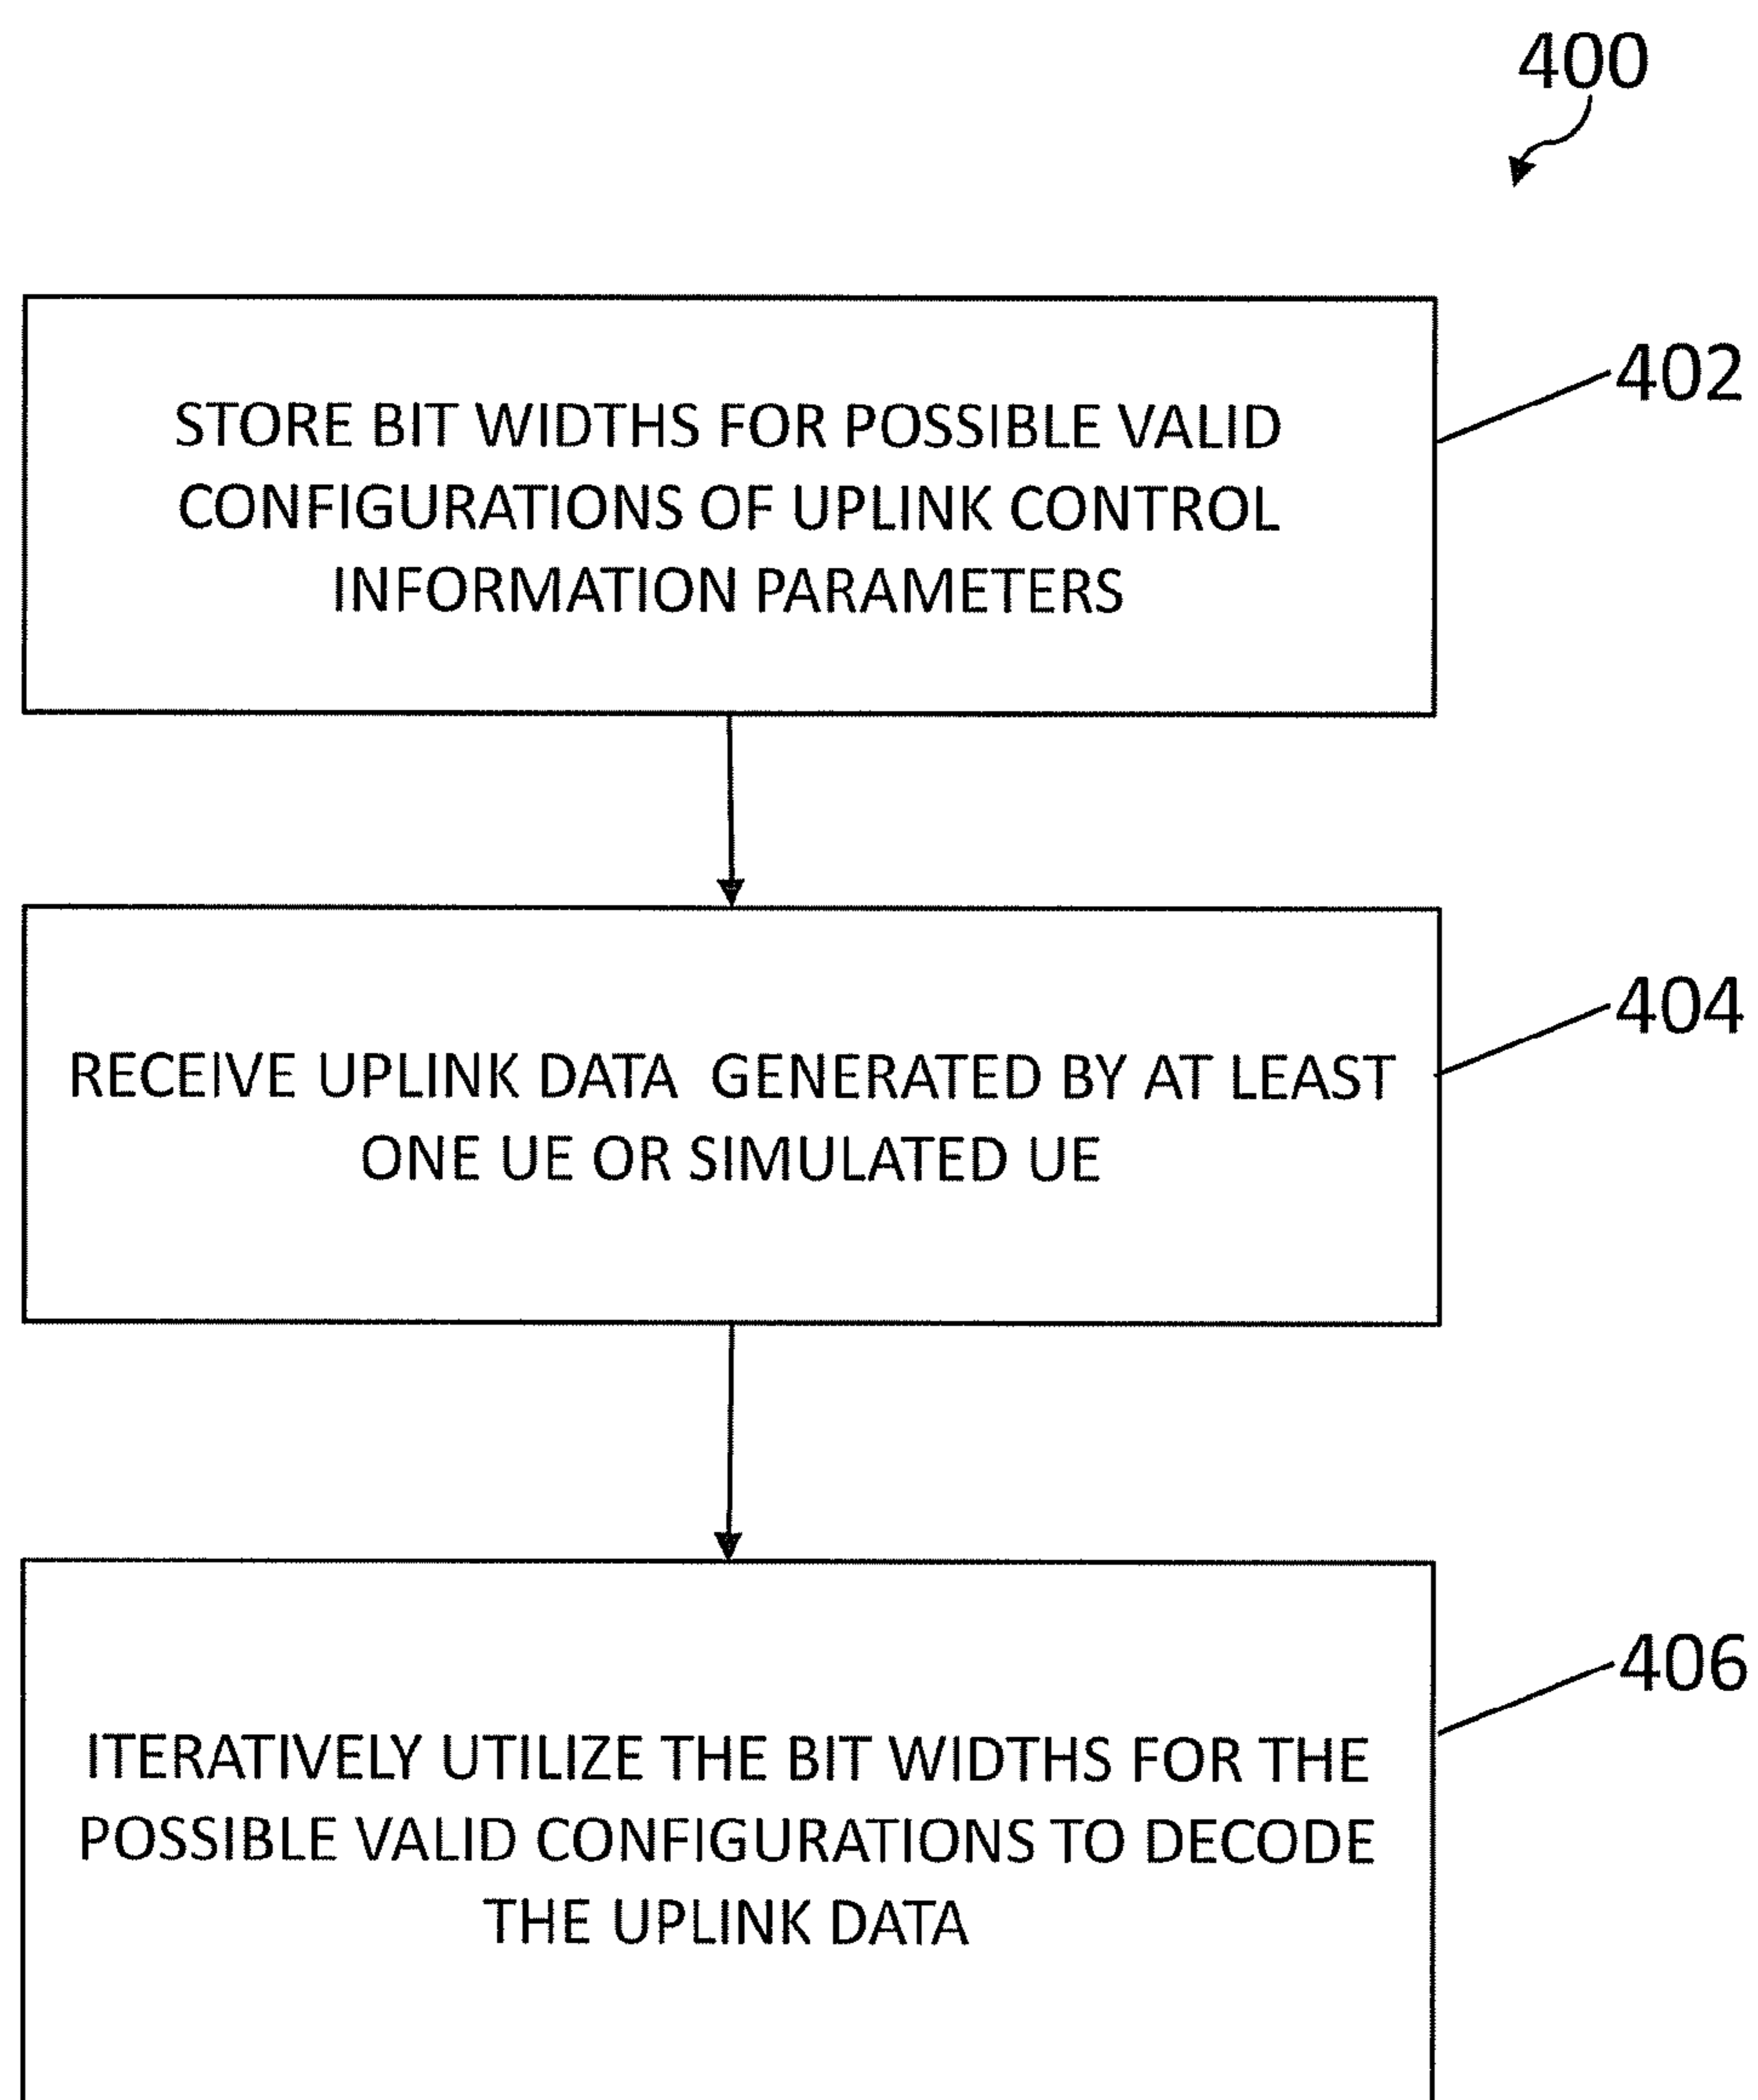 400
STORE BIT WIDTHS FOR POSSIBLE VALID
CONFIGURATIONS OF UPLINK CONTROL
INFORMATION PARAMETERS
402
RECEIVE UPLINK DATA GENERATED BY AT LEAST
ONE UE OR SIMULATED UE
404
ITERATIVELY UTILIZE THE BIT WIDTHS FOR THE
POSSIBLE VALID CONFIGURATIONS TO DECODE
THE UPLINK DATA
406